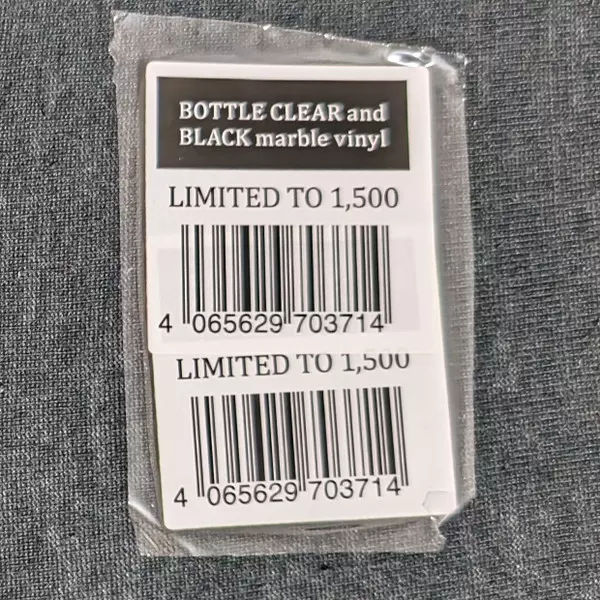 BOTTLE CLEAR and
BLACK marble vinyl
LIMITED TO 1,500
4 065629 703714
LIMITED TO 1,500
4 065629 703714